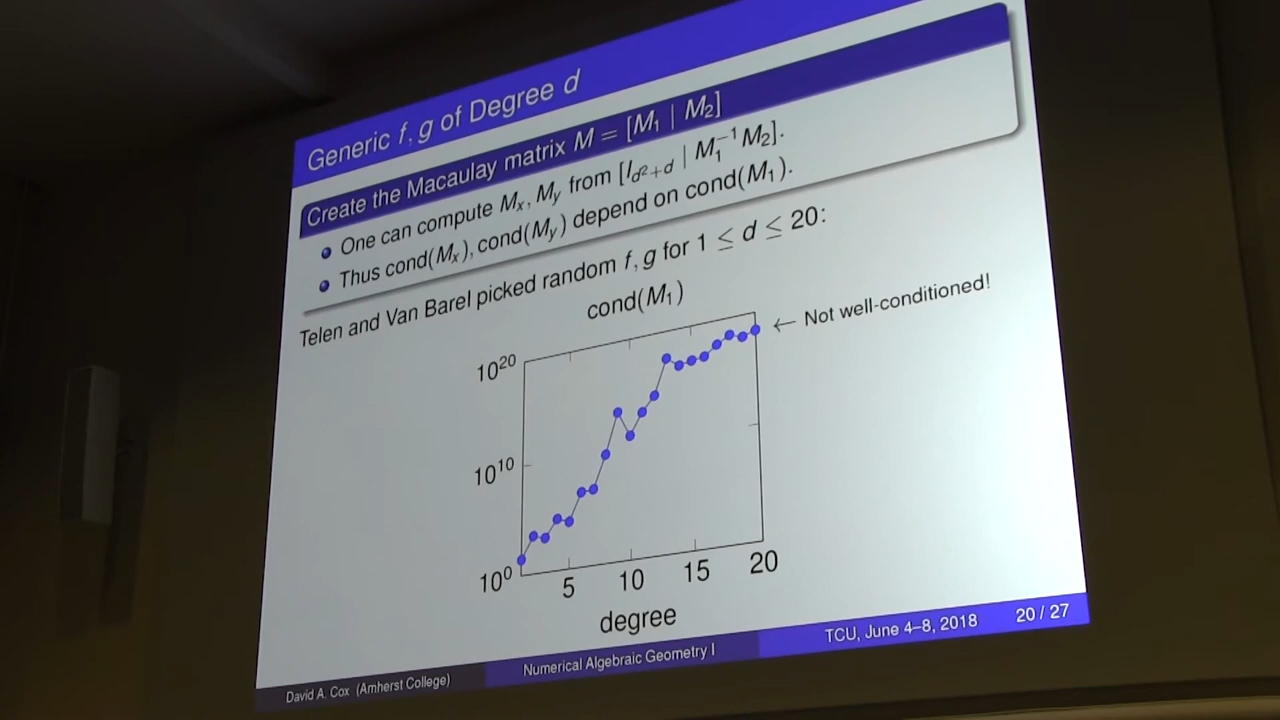 Generic f, g of Degree d
Create the Macaulay matrix M = [M₁ | M₂]
One can compute Mₓ, M_y from [I_{d²+d} | M₁⁻¹M₂].
Thus cond(Mₓ), cond(M_y) depend on cond(M₁).
Telen and Van Barel picked random f, g for 1 ≤ d ≤ 20:
cond(M₁)
← Not well-conditioned!
10²⁰
10¹⁰
10⁰
5 10 15 20
degree
David A. Cox (Amherst College) Numerical Algebraic Geometry I TCU, June 4–8, 2018 20 / 27